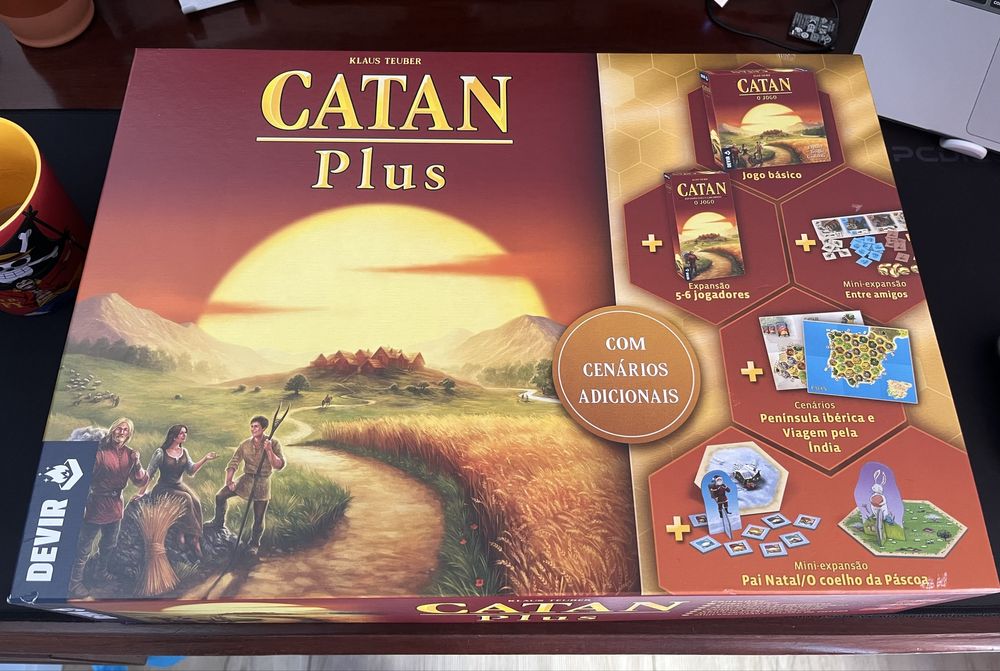 KLAUS TEUBER
CATAN
Plus
COM
CENÁRIOS
ADICIONAIS
DEVIR
CATAN
O JOGO
Jogo básico
CATAN
O JOGO
Expansão
5-6 jogadores
Mini-expansão
Entre amigos
Cenários
Península ibérica e
Viagem pela
Índia
Mini-expansão
Pai Natal/O coelho da Páscoa
KLAUS TEUBER
CATAN
Plus